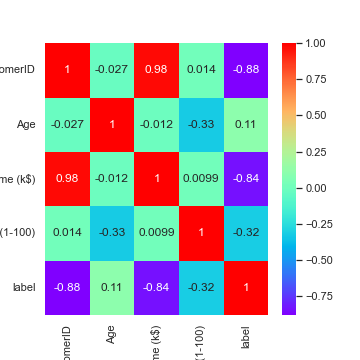 omerID 1 -0.027 0.98 0.014 -0.88
Age -0.027 1 -0.012 -0.33 0.11
me (k$) 0.98 -0.012 1 0.0099 -0.84
(1-100) 0.014 -0.33 0.0099 1 -0.32
label -0.88 0.11 -0.84 -0.32 1
omerID Age me (k$) (1-100) label
1.00
0.75
0.50
0.25
0.00
−0.25
−0.50
−0.75